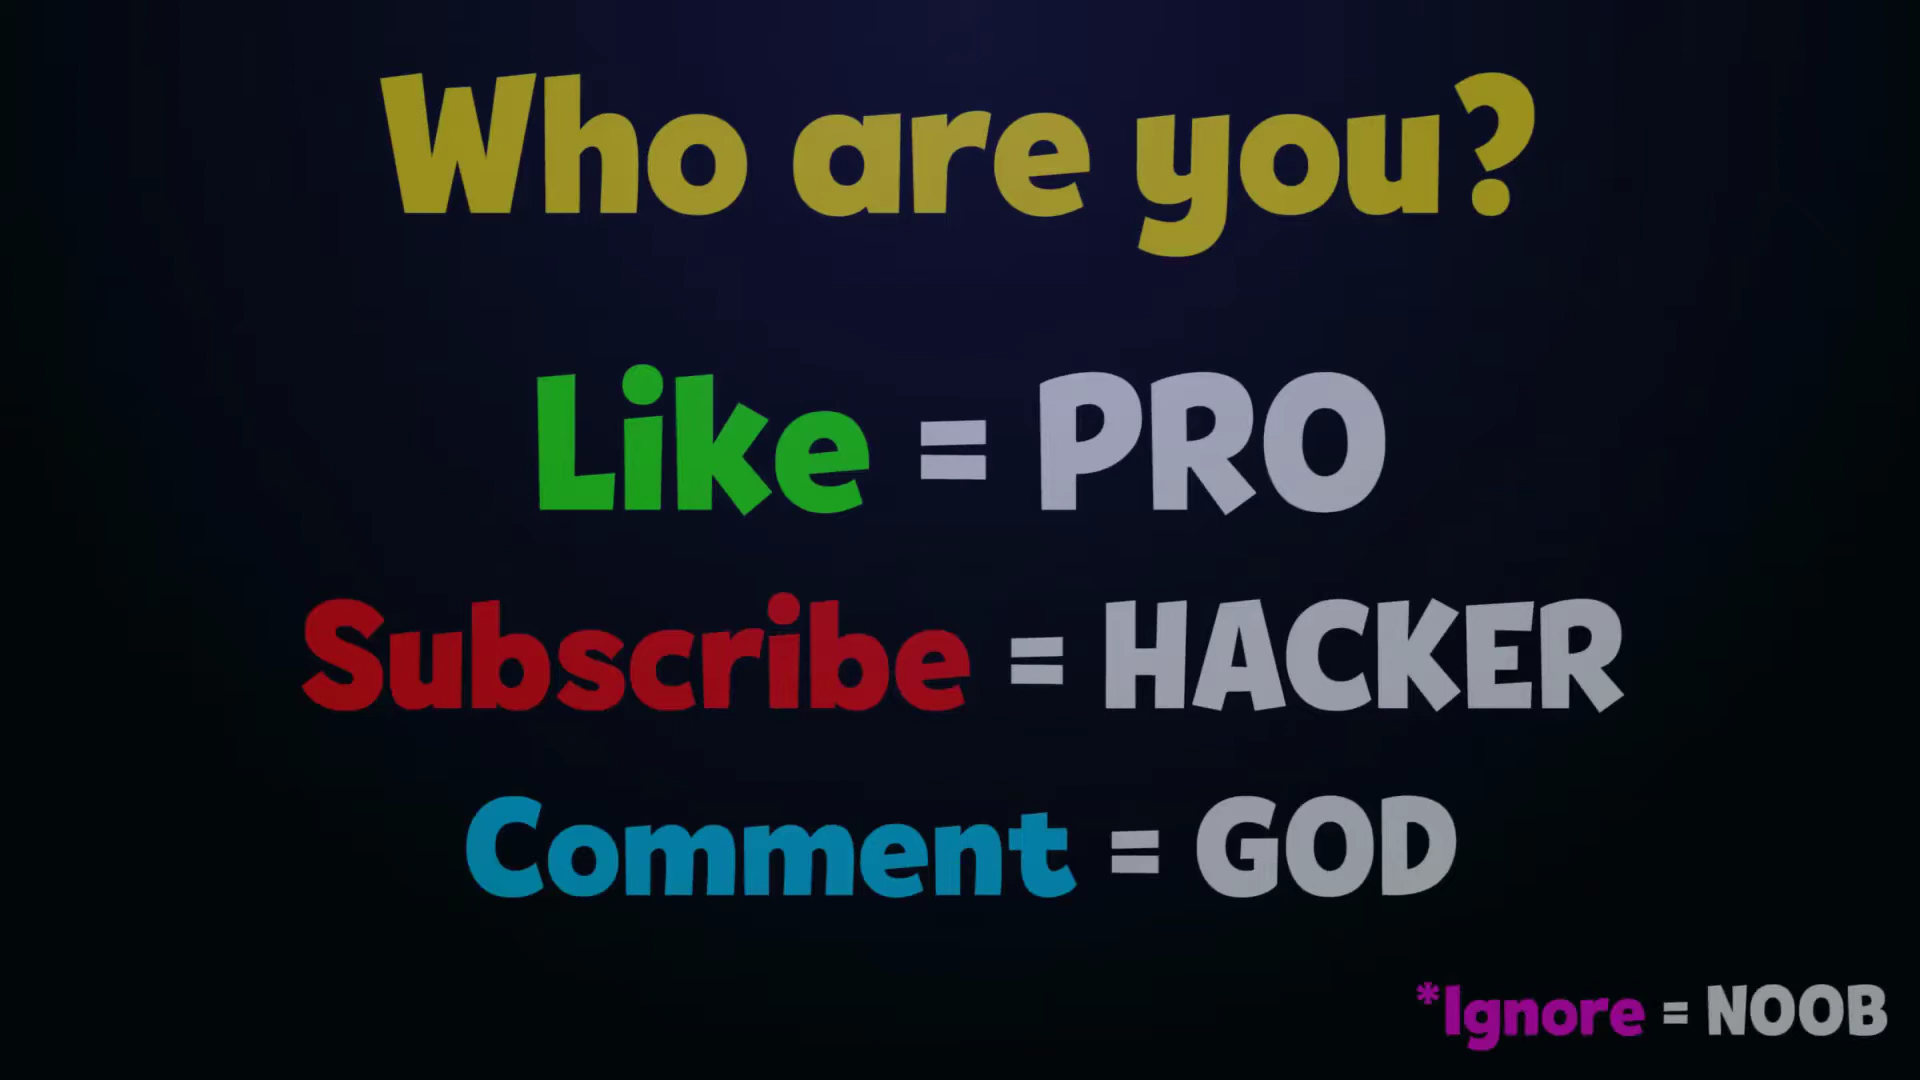 Who are you?
Like = PRO
Subscribe = HACKER
Comment = GOD
*Ignore = NOOB